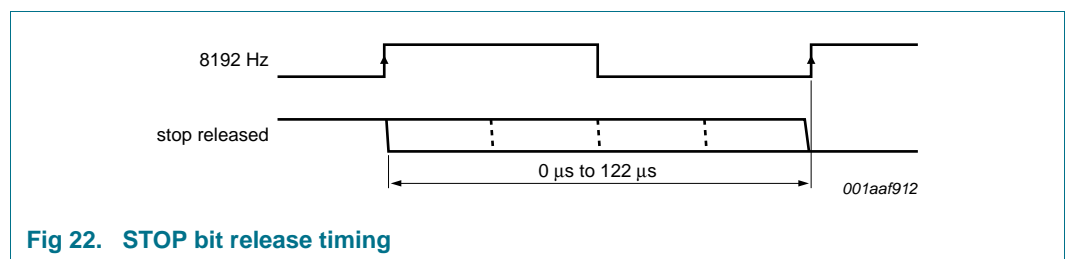 8192 Hz
stop released
0 μs to 122 μs
001aaf912
Fig 22. STOP bit release timing